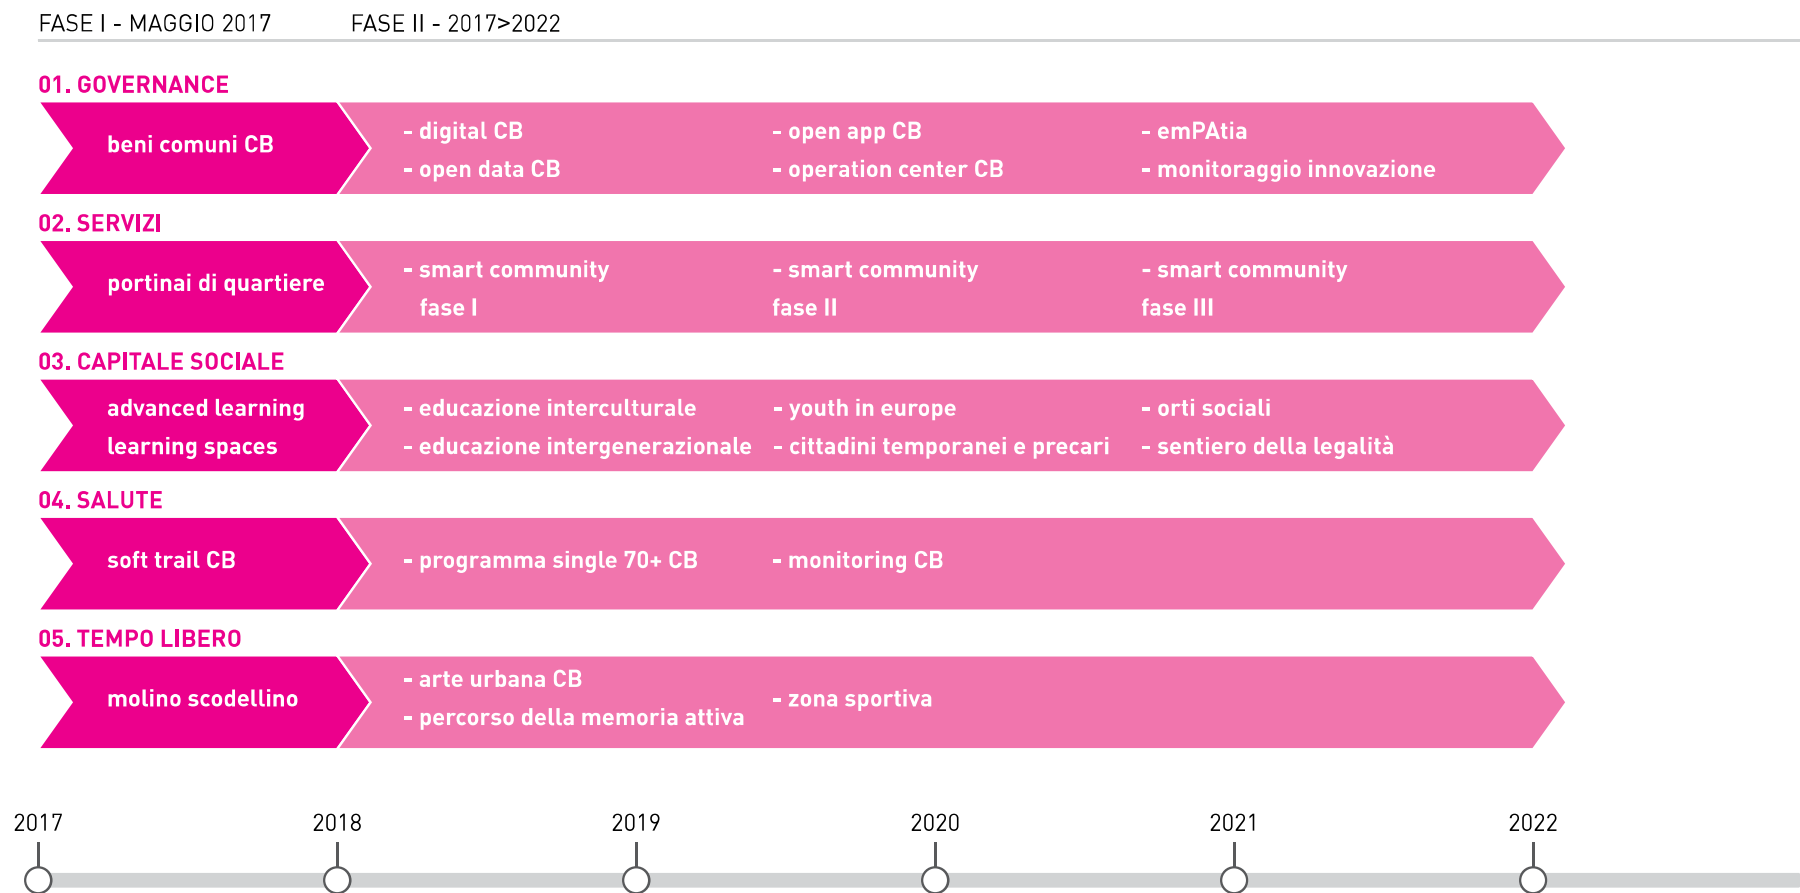 FASE I - MAGGIO 2017 FASE II - 2017>2022
01. GOVERNANCE
beni comuni CB
- digital CB - open app CB - emPAtia
- open data CB - operation center CB - monitoraggio innovazione
02. SERVIZI
portinai di quartiere
- smart community - smart community - smart community
fase I fase II fase III
03. CAPITALE SOCIALE
advanced learning - educazione interculturale - youth in europe - orti sociali
learning spaces - educazione intergenerazionale - cittadini temporanei e precari - sentiero della legalità
04. SALUTE
soft trail CB - programma single 70+ CB - monitoring CB
05. TEMPO LIBERO
molino scodellino
- arte urbana CB
- percorso della memoria attiva
- zona sportiva
2017 2018 2019 2020 2021 2022